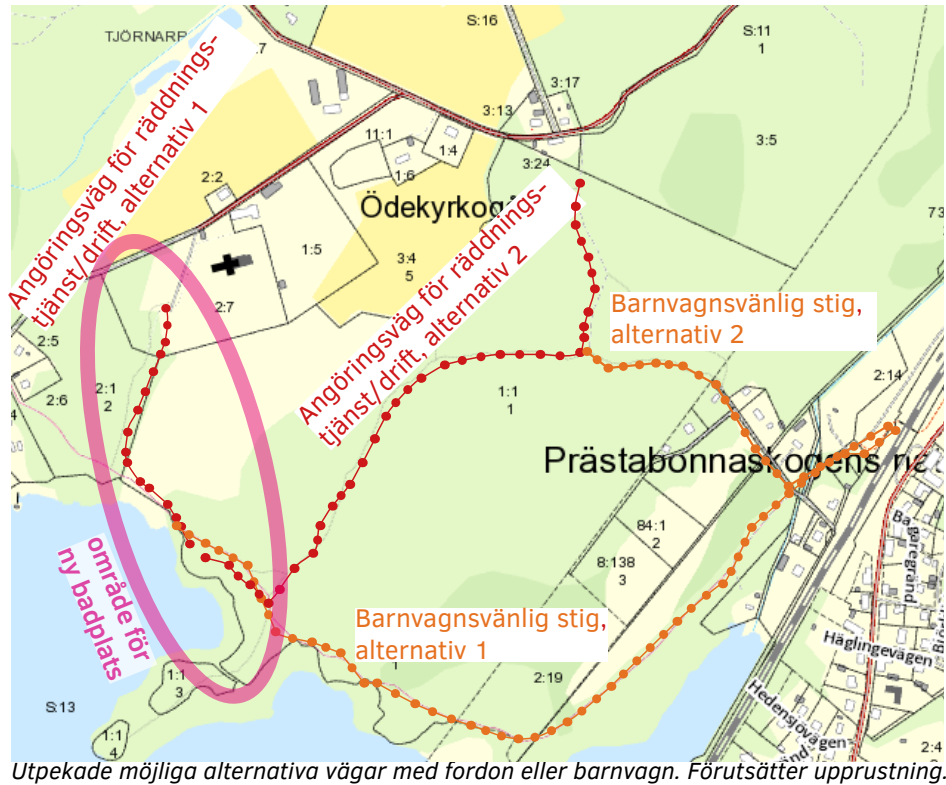 TJÖRNARP
:7
S:16
S:11
1
3:17
3:13
3:5
11:1
1:4
3:24
1:6
2:2
73
Angöringsväg för räddnings-
tjänst/drift, alternativ 1
1:5
3:4
5
2:7
Angöringsväg för räddnings-
tjänst/drift, alternativ 2
Barnvagnsvänlig stig,
alternativ 2
2:5
2:6
2:1
2
1:1
1
2:14
Prästabonnaskogens
84:1
2
8:138
3
område för
ny badplats
Barnvagnsvänlig stig,
alternativ 1
Bagaregränd
Häglingevägen
Hedensjövägen
2:19
1:1
3
S:13
1:1
4
2:4
Utpekade möjliga alternativa vägar med fordon eller barnvagn. Förutsätter upprustning.